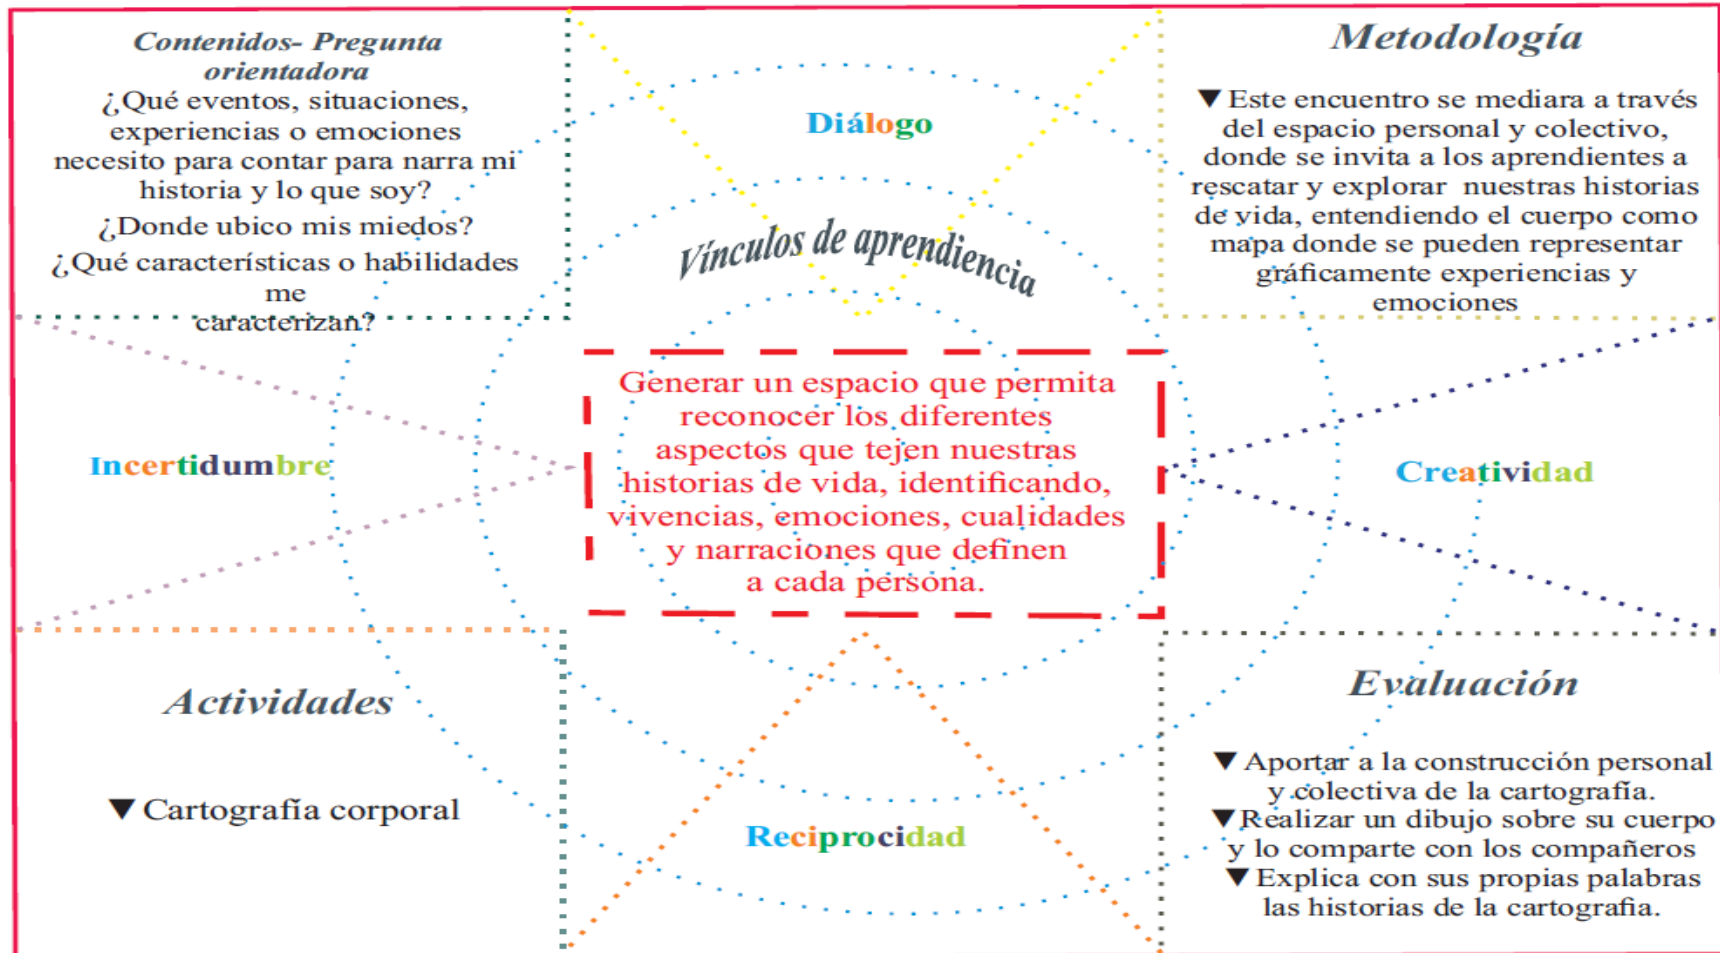 Contenidos- Pregunta
orientadora
¿Qué eventos, situaciones,
experiencias o emociones
necesito para contar para narra mi
historia y lo que soy?
¿Donde ubico mis miedos?
¿Qué característícas o habilidades
me
caracterizan?
Diálogo
Vínculos de aprendiencia
Metodología
▼ Este encuentro se mediara a través
del espacio personal y colectivo,
donde se invita a los aprendientes a
rescatar y explorar nuestras historias
de vida, entendiendo el cuerpo como
mapa donde se pueden representar
gráficamente experiencias y
emociones
Incertidumbre
Generar un espacio que permita
reconocer los diferentes
aspectos que tejen nuestras
historias de vida, identificando,
vivencias, emociones, cualidades
y narraciones que definen
a cada persona.
Creatividad
Actividades
▼ Cartografía corporal
Reciprocidad
Evaluación
▼ Aportar a la construcción personal
y colectiva de la cartografía.
▼ Realizar un dibujo sobre su cuerpo
y lo comparte con los compañeros
▼ Explica con sus propias palabras
las historias de la cartografia.